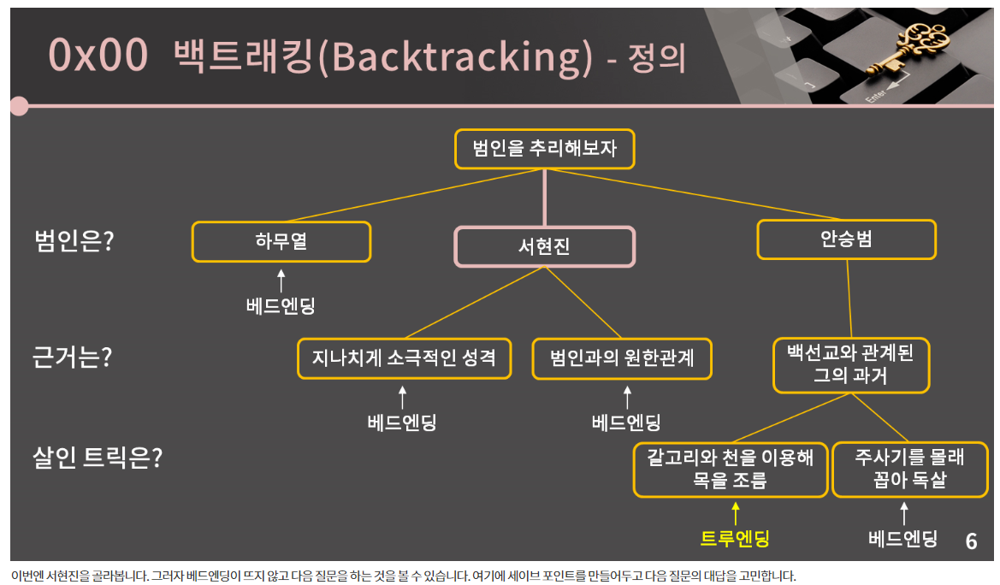 0x00 백트래킹(Backtracking) - 정의
Enter
범인을 추리해보자
범인은?
하무열
서현진
안승범
베드엔딩
근거는?
지나치게 소극적인 성격
범인과의 원한관계
백선교와 관계된
그의 과거
베드엔딩
베드엔딩
살인 트릭은?
갈고리와 천을 이용해
목을 조름
주사기를 몰래
꼽아 독살
트루엔딩
베드엔딩
6
이번엔 서현진을 골라봅니다. 그러자 베드엔딩이 뜨지 않고 다음 질문을 하는 것을 볼 수 있습니다. 여기에 세이브 포인트를 만들어두고 다음 질문의 대답을 고민합니다.